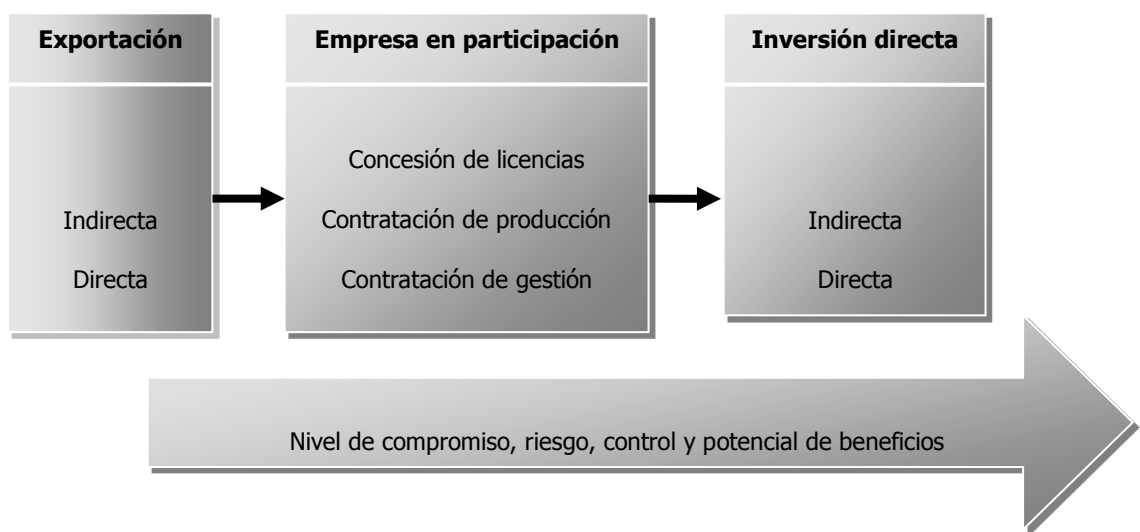 Exportación
Indirecta
Directa
Empresa en participación
Concesión de licencias
Contratación de producción
Contratación de gestión
Inversión directa
Indirecta
Directa
Nivel de compromiso, riesgo, control y potencial de beneficios